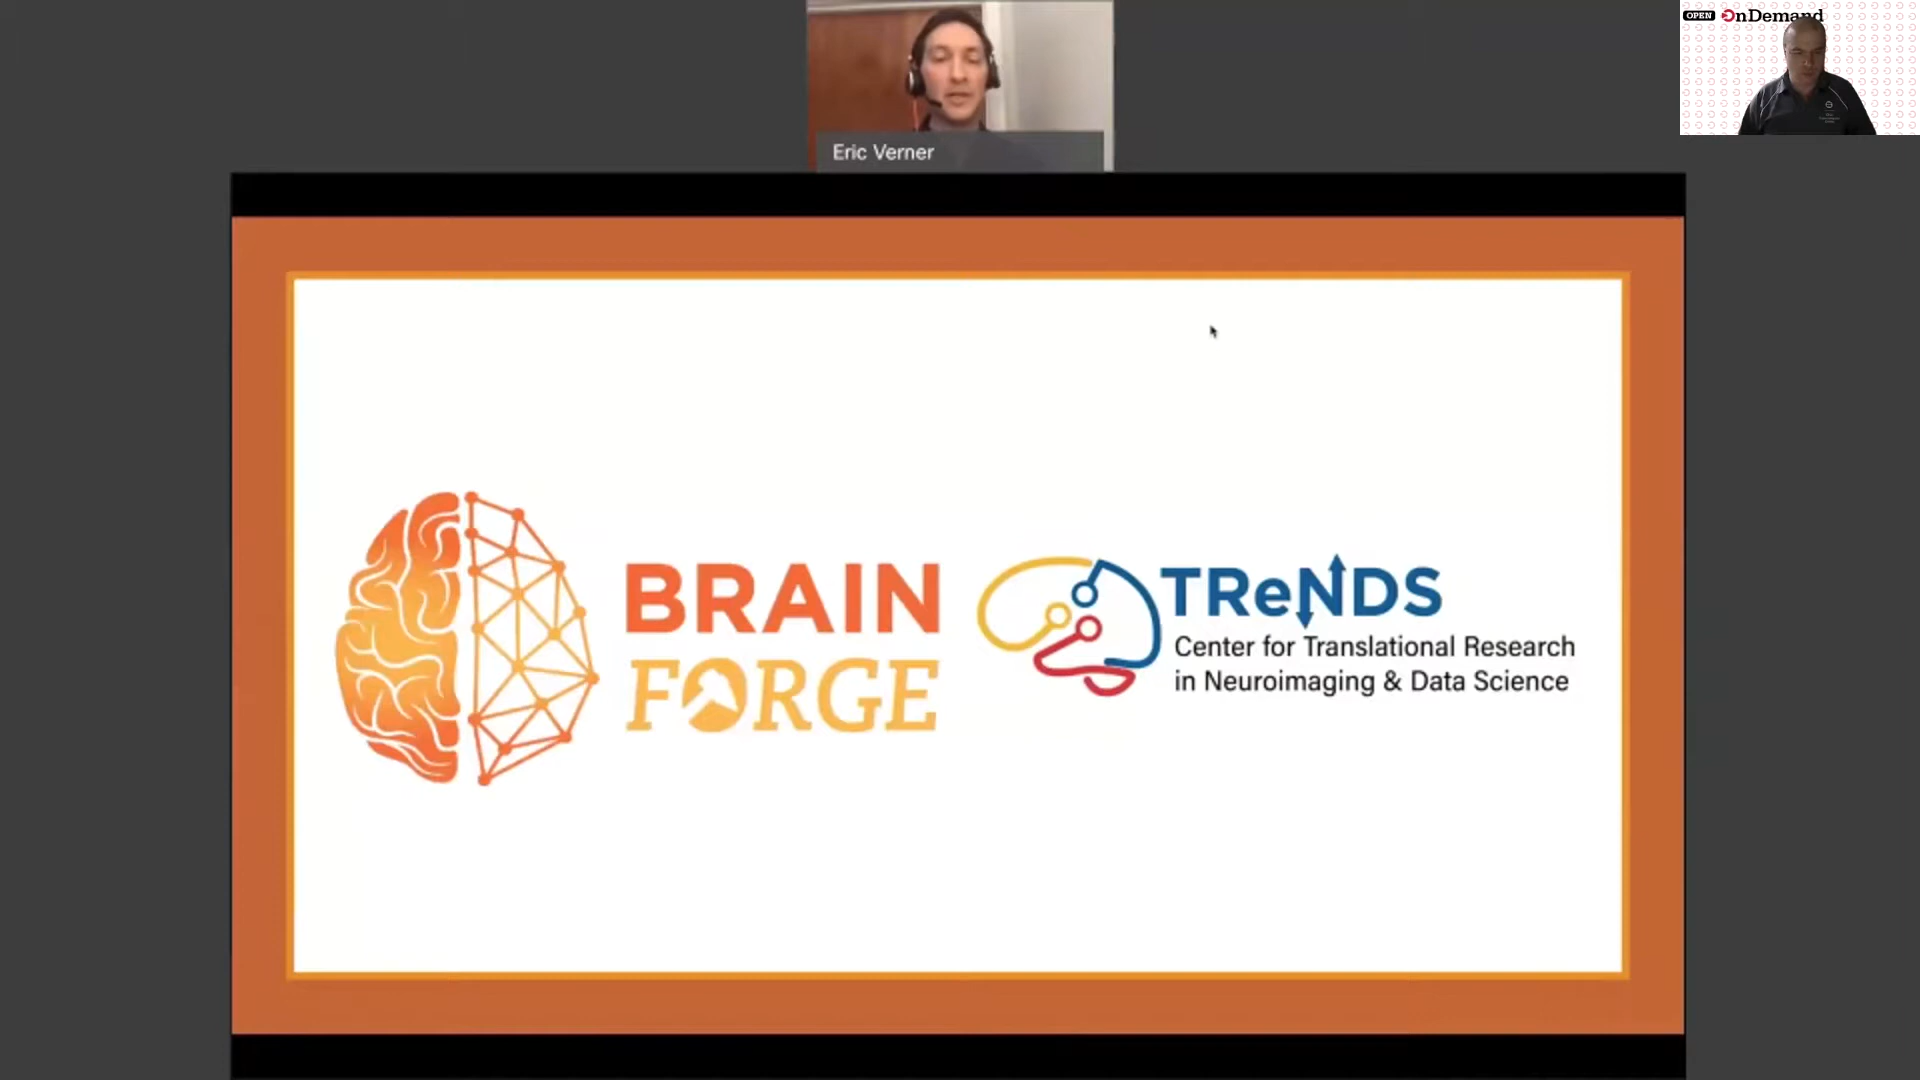 OPEN OnDemand
Eric Verner
BRAIN
FORGE
TReNDS
Center for Translational Research
in Neuroimaging & Data Science